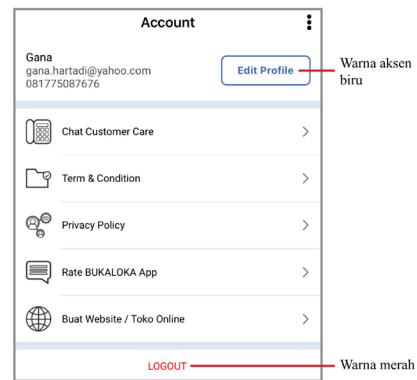 Account
Gana
gana.hartadi@yahoo.com
081775087676
Edit Profile
Warna aksen
biru
Chat Customer Care
Term & Condition
Privacy Policy
Rate BUKALOKA App
Buat Website / Toko Online
LOGOUT
Warna merah